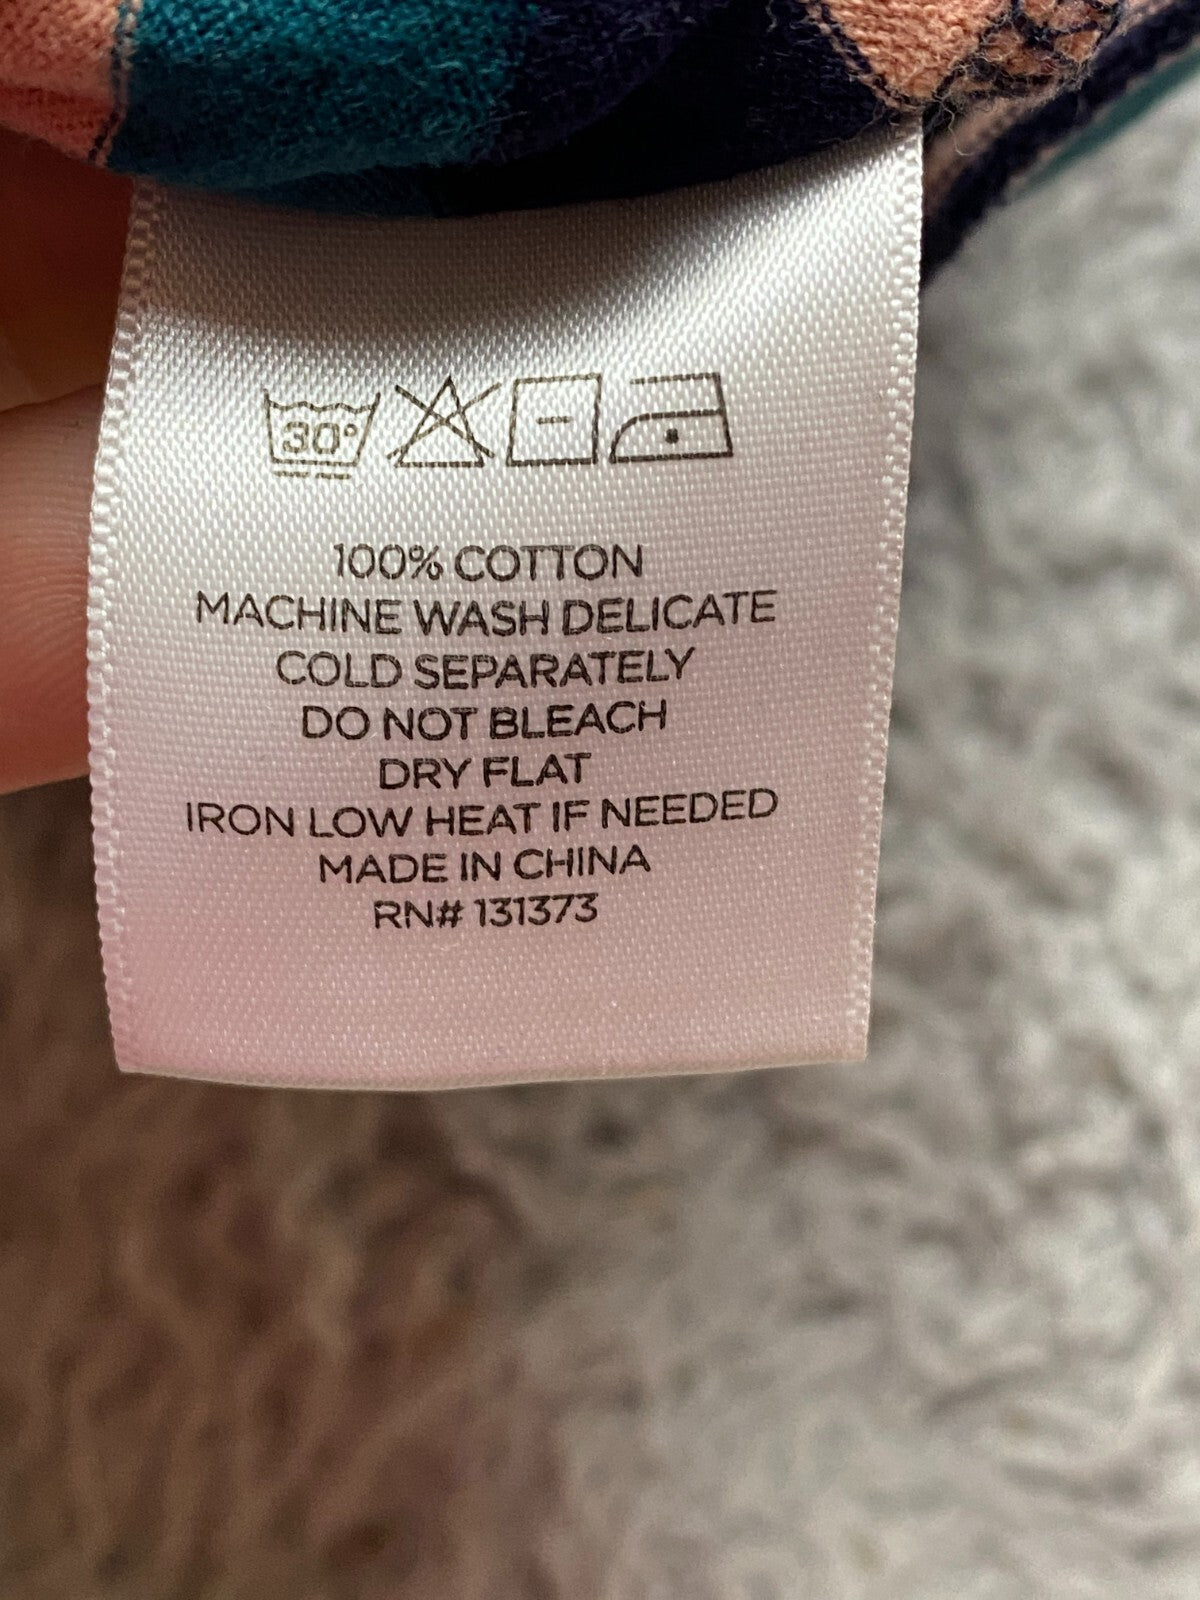 30°
100% COTTON
MACHINE WASH DELICATE
COLD SEPARATELY
DO NOT BLEACH
DRY FLAT
IRON LOW HEAT IF NEEDED
MADE IN CHINA
RN# 131373